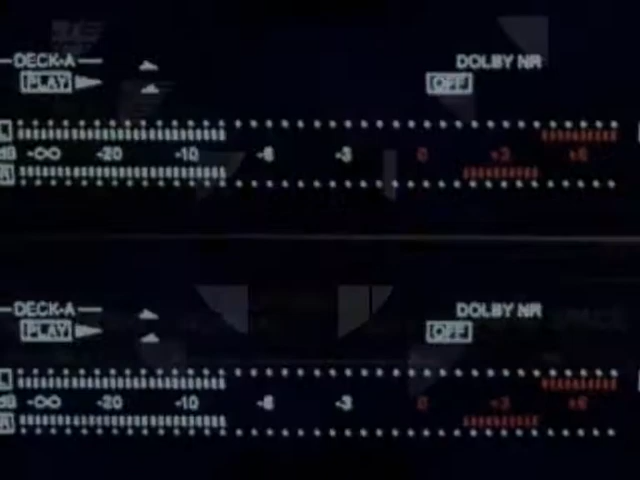 DECK-A DOLBY NR
PLAY OFF
L
dB -∞ -20 -10 -6 -3 0 +3 +6
R
DECK-A DOLBY NR
PLAY OFF
L
dB -∞ -20 -10 -6 -3 0 +3 +6
R